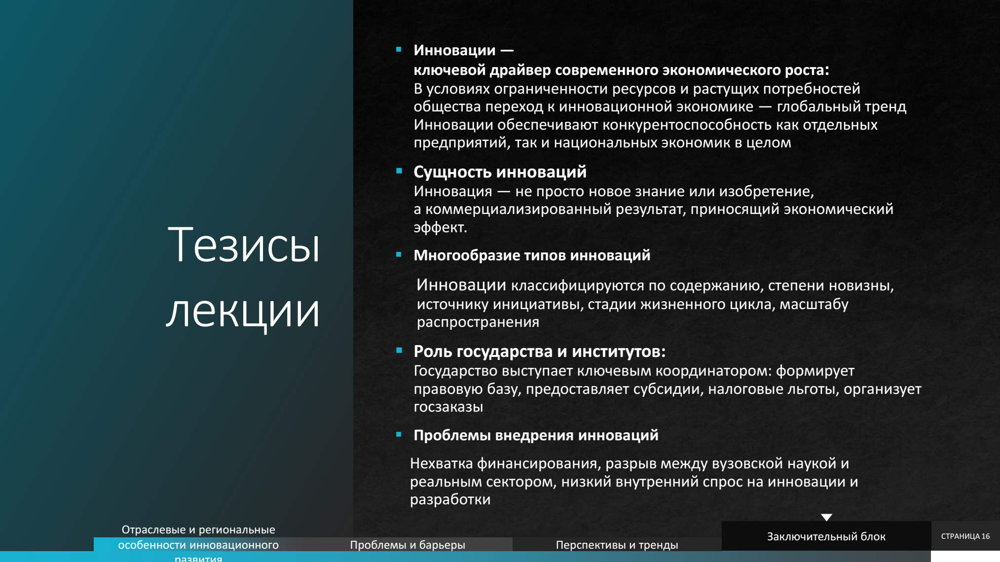 Тезисы
лекции
Инновации —
ключевой драйвер современного экономического роста:
В условиях ограниченности ресурсов и растущих потребностей
общества переход к инновационной экономике — глобальный тренд
Инновации обеспечивают конкурентоспособность как отдельных
предприятий, так и национальных экономик в целом
Сущность инноваций
Инновация — не просто новое знание или изобретение,
а коммерциализированный результат, приносящий экономический
эффект.
Многообразие типов инноваций
Инновации классифицируются по содержанию, степени новизны,
источнику инициативы, стадии жизненного цикла, масштабу
распространения
Роль государства и институтов:
Государство выступает ключевым координатором: формирует
правовую базу, предоставляет субсидии, налоговые льготы, организует
госзаказы
Проблемы внедрения инноваций
Нехватка финансирования, разрыв между вузовской наукой и
реальным сектором, низкий внутренний спрос на инновации и
разработки
Отраслевые и региональные
особенности инновационного
развития
Проблемы и барьеры
Перспективы и тренды
Заключительный блок
СТРАНИЦА 16